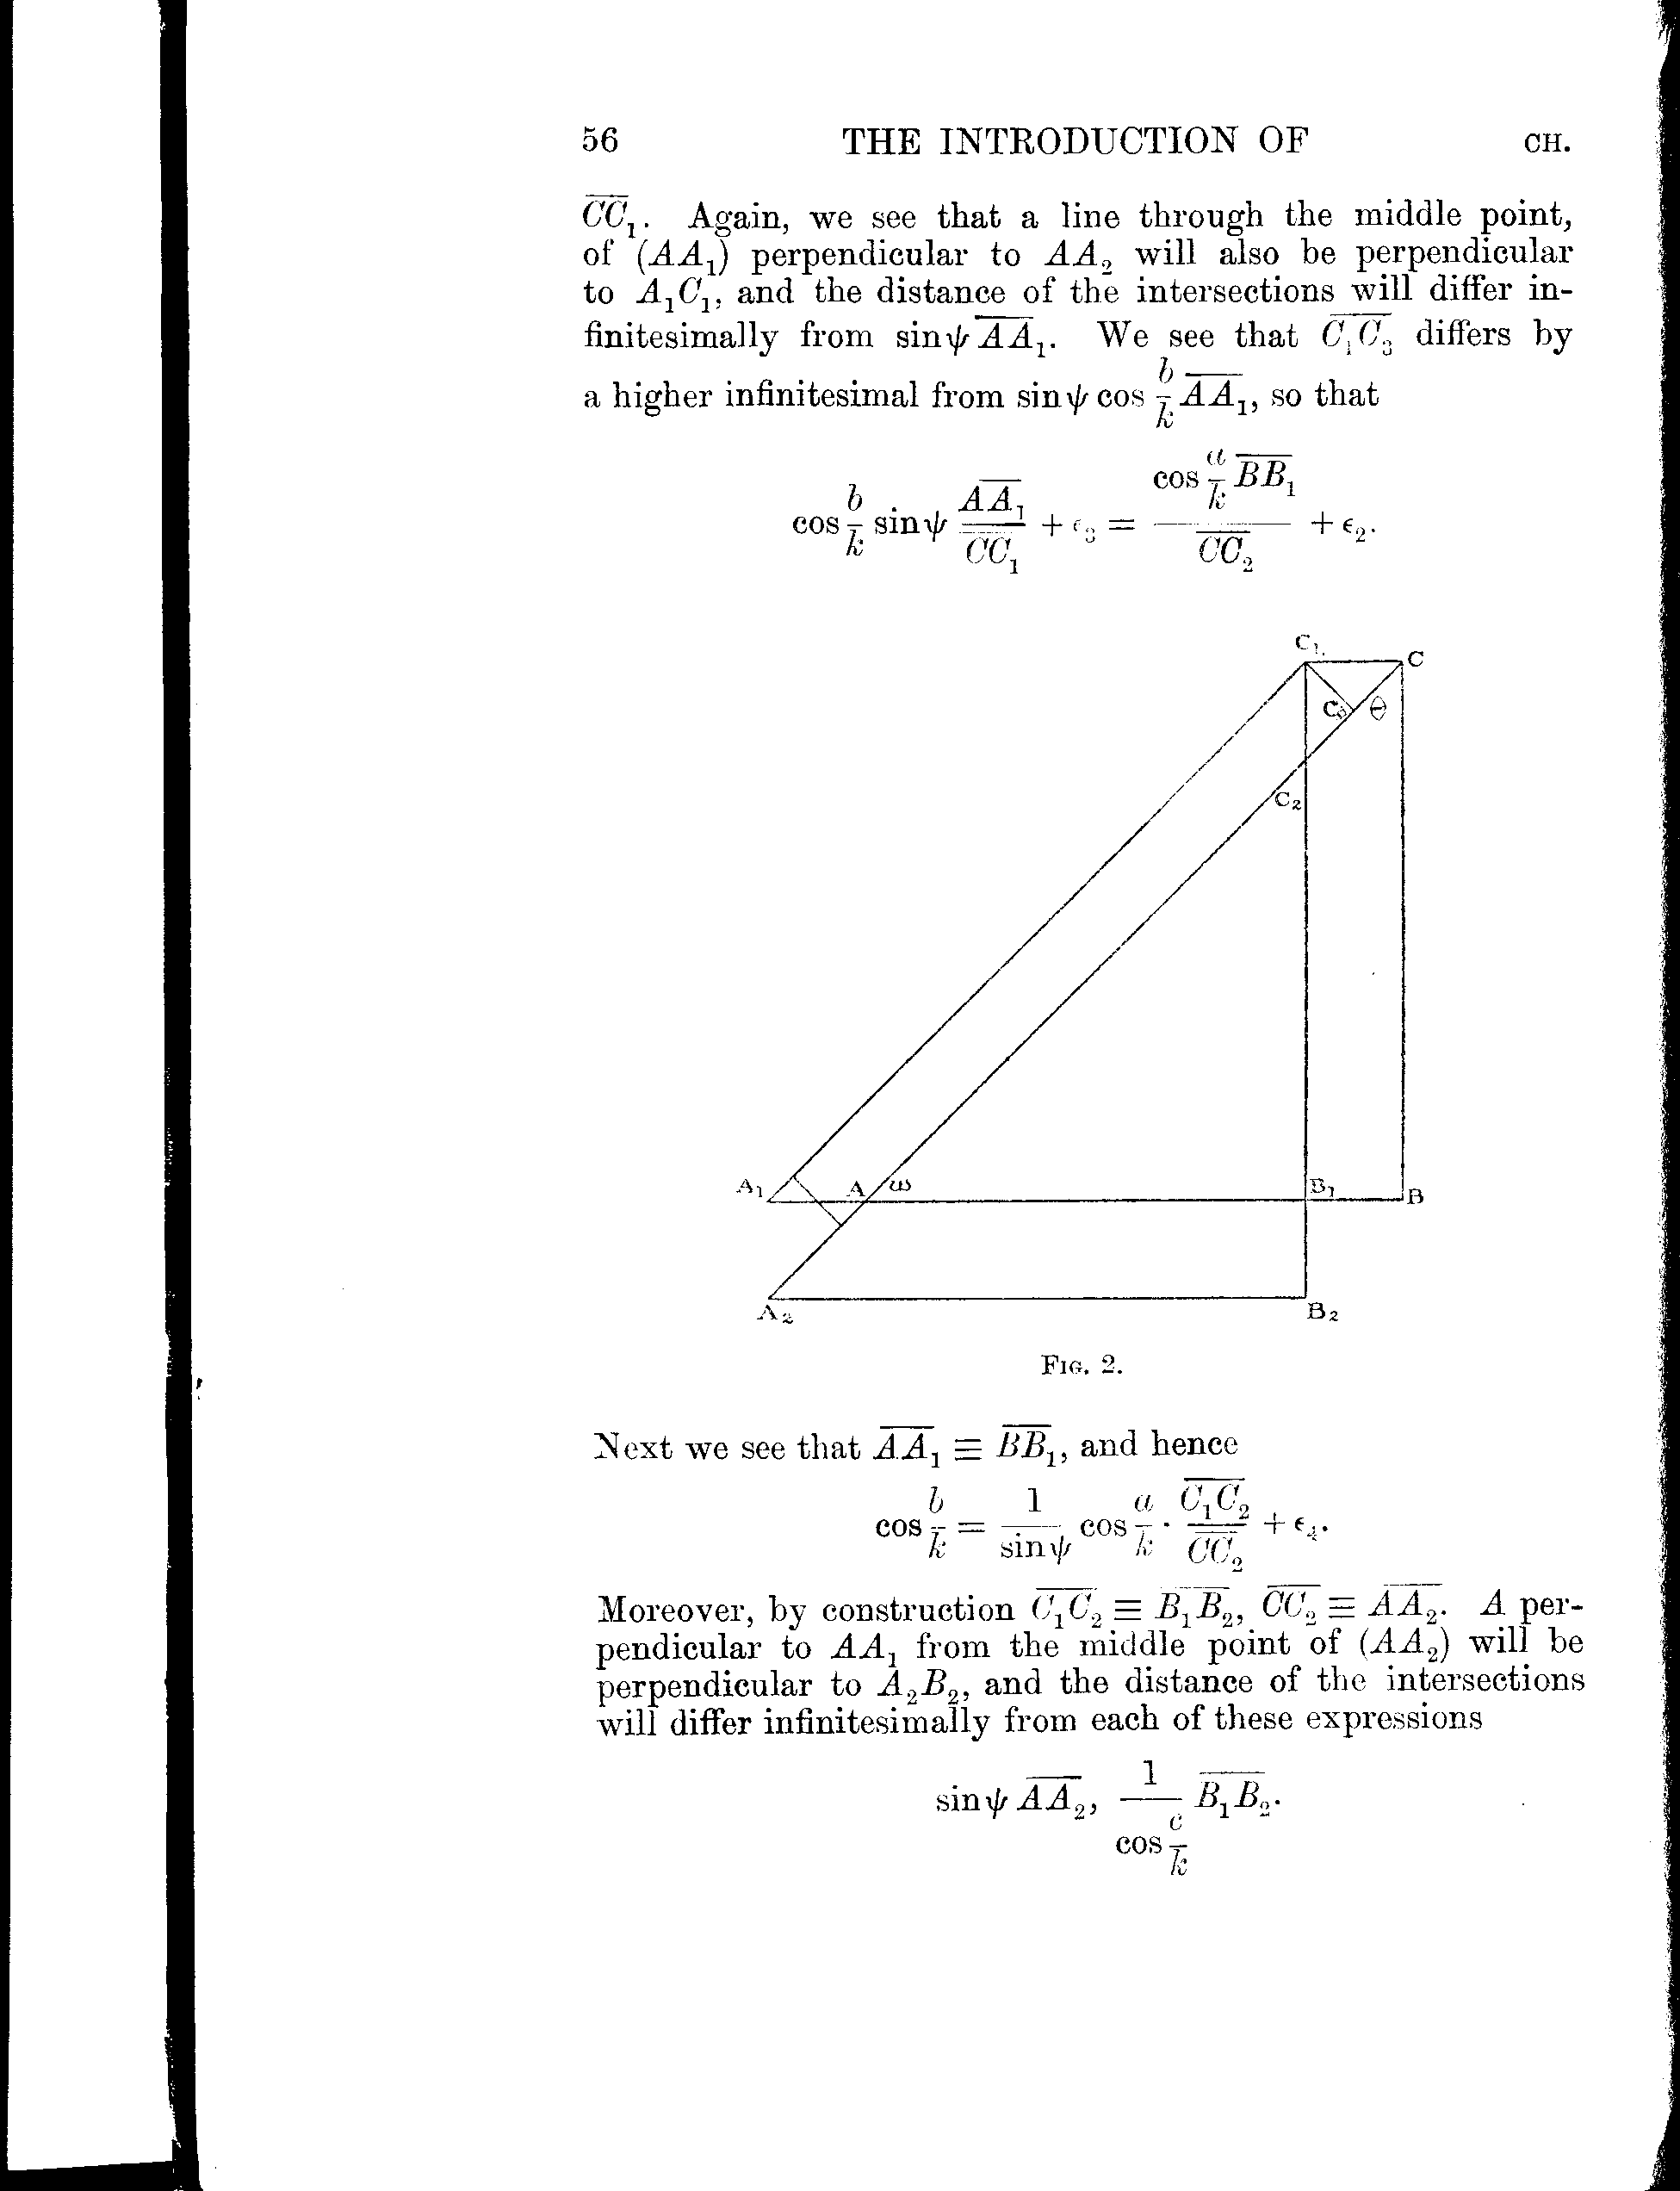 56 THE INTRODUCTION OF CH.
$\overline{CC_1}$. Again, we see that a line through the middle point,
of $(AA_1)$ perpendicular to $AA_2$ will also be perpendicular
to $A_1C_1$, and the distance of the intersections will differ in-
finitesimally from $\sin\psi\,\overline{AA_1}$. We see that $\overline{C_1C_3}$ differs by
a higher infinitesimal from $\sin\psi \cos\frac{b}{k}\,\overline{AA_1}$, so that
$\cos\frac{b}{k}\sin\psi\,\frac{\overline{AA_1}}{\overline{CC_1}} + \epsilon_3 = \frac{\cos\frac{a}{k}\,\overline{BB_1}}{\overline{CC_2}} + \epsilon_2.$
C₁
C
C₃ θ
C₂
A₁ A ω B₁ B
A₂ B₂
Fig. 2.
Next we see that $\overline{AA_1} \equiv \overline{BB_1}$, and hence
$\cos\frac{b}{k} = \frac{1}{\sin\psi}\cos\frac{a}{k}\cdot\frac{\overline{C_1C_2}}{\overline{CC_2}} + \epsilon_4.$
Moreover, by construction $\overline{C_1C_2} \equiv \overline{B_1B_2}$, $\overline{CC_2} \equiv \overline{AA_2}$. A per-
pendicular to $AA_1$ from the middle point of $(AA_2)$ will be
perpendicular to $A_2B_2$, and the distance of the intersections
will differ infinitesimally from each of these expressions
$\sin\psi\,\overline{AA_2},\ \frac{1}{\cos\frac{c}{k}}\,\overline{B_1B_2}.$